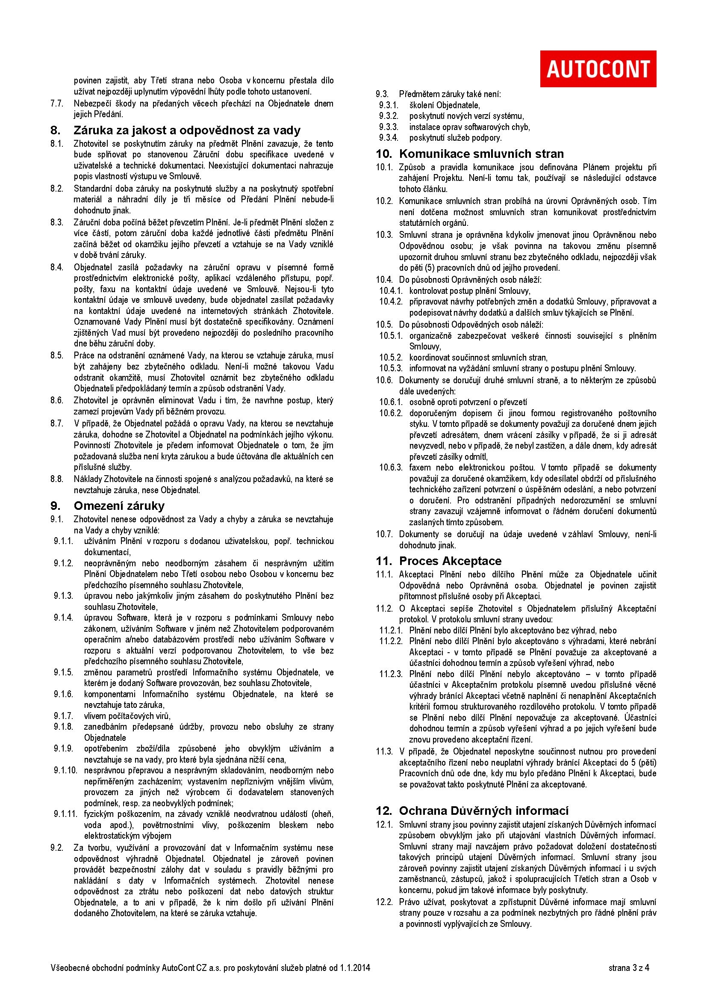 povinen zajistit, aby Třetí strana nebo Osoba v koncernu přestala dílo
užívat nejpozději uplynutím výpovědní lhůty podle tohoto ustanovení.
7.7. Nebezpečí škody na předaných věcech přechází na Objednatele dnem
jejich Předání.
8. Záruka za jakost a odpovědnost za vady
8.1. Zhotovitel se poskytnutím záruky na předmět Plnění zavazuje, že tento
bude splňovat po stanovenou Záruční dobu specifikace uvedené v
uživatelské a technické dokumentaci. Neexistující dokumentaci nahrazuje
popis vlastností výstupu ve Smlouvě.
8.2. Standardní doba záruky na poskytnuté služby a na poskytnutý spotřební
materiál a náhradní díly je tři měsíce od Předání Plnění nebude-li
dohodnuto jinak.
8.3. Záruční doba počíná běžet převzetím Plnění. Je-li předmět Plnění složen z
více částí, potom záruční doba každé jednotlivé části předmětu Plnění
začíná běžet od okamžiku jejího převzetí a vztahuje se na Vady vzniklé
v době trvání záruky.
8.4. Objednatel zasílá požadavky na záruční opravu v písemné formě
prostřednictvím elektronické pošty, aplikací vzdáleného přístupu, popř.
pošty, faxu na kontaktní údaje uvedené ve Smlouvě. Nejsou-li tyto
kontaktní údaje ve smlouvě uvedeny, bude objednatel zasílat požadavky
na kontaktní údaje uvedené na internetových stránkách Zhotovitele.
Oznamované Vady Plnění musí být dostatečně specifikovány. Oznámení
zjištěných Vad musí být provedeno nejpozději do posledního pracovního
dne běhu záruční doby.
8.5. Práce na odstranění oznámené Vady, na kterou se vztahuje záruka, musí
být zahájeny bez zbytečného odkladu. Není-li možné takovou Vadu
odstranit okamžitě, musí Zhotovitel oznámit bez zbytečného odkladu
Objednateli předpokládaný termín a způsob odstranění Vady.
8.6. Zhotovitel je oprávněn eliminovat Vadu i tím, že navrhne postup, který
zamezí projevům Vady při běžném provozu.
8.7. V případě, že Objednatel požádá o opravu Vady, na kterou se nevztahuje
záruka, dohodne se Zhotovitel a Objednatel na podmínkách jejího výkonu.
Povinností Zhotovitele je předem informovat Objednatele o tom, že jím
požadovaná služba není kryta zárukou a bude účtována dle aktuálních cen
příslušné služby.
8.8. Náklady Zhotovitele na činnosti spojené s analýzou požadavků, na které se
nevztahuje záruka, nese Objednatel.
9. Omezení záruky
9.1. Zhotovitel nenese odpovědnost za Vady a chyby a záruka se nevztahuje
na Vady a chyby vzniklé:
9.1.1. užíváním Plnění v rozporu s dodanou uživatelskou, popř. technickou
dokumentací,
9.1.2. neoprávněným nebo neodborným zásahem či nesprávným užitím
Plnění Objednatelem nebo Třetí osobou nebo Osobou v koncernu bez
předchozího písemného souhlasu Zhotovitele,
9.1.3. úpravou nebo jakýmkoliv jiným zásahem do poskytnutého Plnění bez
souhlasu Zhotovitele,
9.1.4. úpravou Software, která je v rozporu s podmínkami Smlouvy nebo
zákonem, užíváním Software v jiném než Zhotovitelem podporovaném
operačním a/nebo databázovém prostředí nebo užíváním Software v
rozporu s aktuální verzí podporovanou Zhotovitelem, to vše bez
předchozího písemného souhlasu Zhotovitele,
9.1.5. změnou parametrů prostředí Informačního systému Objednatele, ve
kterém je dodaný Software provozován, bez souhlasu Zhotovitele,
9.1.6. komponentami Informačního systému Objednatele, na které se
nevztahuje tato záruka,
9.1.7. vlivem počítačových virů,
9.1.8. zanedbáním předepsané údržby, provozu nebo obsluhy ze strany
Objednatele
9.1.9. opotřebením zboží/díla způsobené jeho obvyklým užíváním a
nevztahuje se na vady, pro které byla sjednána nižší cena,
9.1.10. nesprávnou přepravou a nesprávným skladováním, neodborným nebo
nepřiměřeným zacházením; vystavením nepříznivým vnějším vlivům,
provozem za jiných než výrobcem či dodavatelem stanovených
podmínek, resp. za neobvyklých podmínek;
9.1.11. fyzickým poškozením, na závady vzniklé neodvratnou událostí (oheň,
voda apod.), povětrnostními vlivy, poškozením bleskem nebo
elektrostatickým výbojem
9.2. Za tvorbu, využívání a provozování dat v Informačním systému nese
odpovědnost výhradně Objednatel. Objednatel je zároveň povinen
provádět bezpečnostní zálohy dat v souladu s pravidly běžnými pro
nakládání s daty v Informačních systémech. Zhotovitel nenese
odpovědnost za ztrátu nebo poškození dat nebo datových struktur
Objednatele, a to ani v případě, že k nim došlo při užívání Plnění
dodaného Zhotovitelem, na které se záruka vztahuje.
AUTOCONT
9.3. Předmětem záruky také není:
9.3.1. školení Objednatele,
9.3.2. poskytnutí nových verzí systému,
9.3.3. instalace oprav softwarových chyb,
9.3.4. poskytnutí služeb podpory.
10. Komunikace smluvních stran
10.1. Způsob a pravidla komunikace jsou definována Plánem projektu při
zahájení Projektu. Není-li tomu tak, používají se následující odstavce
tohoto článku.
10.2. Komunikace smluvních stran probíhá na úrovni Oprávněných osob. Tím
není dotčena možnost smluvních stran komunikovat prostřednictvím
statutárních orgánů.
10.3. Smluvní strana je oprávněna kdykoliv jmenovat jinou Oprávněnou nebo
Odpovědnou osobu; je však povinna na takovou změnu písemně
upozornit druhou smluvní stranu bez zbytečného odkladu, nejpozději však
do pěti (5) pracovních dnů od jejího provedení.
10.4. Do působnosti Oprávněných osob náleží:
10.4.1. kontrolovat postup plnění Smlouvy,
10.4.2. připravovat návrhy potřebných změn a dodatků Smlouvy, připravovat a
podepisovat návrhy dodatků a dalších smluv týkajících se Plnění.
10.5. Do působnosti Odpovědných osob náleží:
10.5.1. organizačně zabezpečovat veškeré činnosti související s plněním
Smlouvy,
10.5.2. koordinovat součinnost smluvních stran,
10.5.3. informovat na vyžádání smluvní strany o postupu plnění Smlouvy.
10.6. Dokumenty se doručují druhé smluvní straně, a to některým ze způsobů
dále uvedených:
10.6.1. osobně oproti potvrzení o převzetí
10.6.2. doporučeným dopisem či jinou formou registrovaného poštovního
styku. V tomto případě se dokumenty považují za doručené dnem jejich
převzetí adresátem, dnem vrácení zásilky v případě, že si ji adresát
nevyzvedl, nebo v případě, že nebyl zastižen, a dále dnem, kdy adresát
převzetí zásilky odmítl,
10.6.3. faxem nebo elektronickou poštou. V tomto případě se dokumenty
považují za doručené okamžikem, kdy odesílatel obdrží od příslušného
technického zařízení potvrzení o úspěšném odeslání, a nebo potvrzení
o doručení. Pro odstranění případných nedorozumění se smluvní
strany zavazují vzájemně informovat o řádném doručení dokumentů
zaslaných tímto způsobem.
10.7. Dokumenty se doručují na údaje uvedené v záhlaví Smlouvy, není-li
dohodnuto jinak.
11. Proces Akceptace
11.1. Akceptaci Plnění nebo dílčího Plnění může za Objednatele učinit
Odpovědná nebo Oprávněná osoba. Objednatel je povinen zajistit
přítomnost příslušné osoby při Akceptaci.
11.2. O Akceptaci sepíše Zhotovitel s Objednatelem příslušný Akceptační
protokol. V protokolu smluvní strany uvedou:
11.2.1. Plnění nebo dílčí Plnění bylo akceptováno bez výhrad, nebo
11.2.2. Plnění nebo dílčí Plnění bylo akceptováno s výhradami, které nebrání
Akceptaci - v tomto případě se Plnění považuje za akceptované a
účastníci dohodnou termín a způsob vyřešení výhrad, nebo
11.2.3. Plnění nebo dílčí Plnění nebylo akceptováno – v tomto případě
účastníci v Akceptačním protokolu písemně uvedou příslušné věcné
výhrady bránící Akceptaci včetně naplnění či nenaplnění Akceptačních
kritérií formou strukturovaného rozdílového protokolu. V tomto případě
se Plnění nebo dílčí Plnění nepovažuje za akceptované. Účastníci
dohodnou termín a způsob vyřešení výhrad a po jejich vyřešení bude
znovu provedeno akceptační řízení.
11.3. V případě, že Objednatel neposkytne součinnost nutnou pro provedení
akceptačního řízení nebo neuplatní výhrady bránící Akceptaci do 5 (pěti)
Pracovních dnů ode dne, kdy mu bylo předáno Plnění k Akceptaci, bude
se považovat takto poskytnuté Plnění za akceptované.
12. Ochrana Důvěrných informací
12.1. Smluvní strany jsou povinny zajistit utajení získaných Důvěrných informací
způsobem obvyklým jako při utajování vlastních Důvěrných informací.
Smluvní strany mají navzájem právo požadovat doložení dostatečnosti
takových principů utajení Důvěrných informací. Smluvní strany jsou
zároveň povinny zajistit utajení získaných Důvěrných informací i u svých
zaměstnanců, zástupců, jakož i spolupracujících Třetích stran a Osob v
koncernu, pokud jim takové informace byly poskytnuty.
12.2. Právo užívat, poskytovat a zpřístupnit Důvěrné informace mají smluvní
strany pouze v rozsahu a za podmínek nezbytných pro řádné plnění práv
a povinností vyplývajících ze Smlouvy.
Všeobecné obchodní podmínky AutoCont CZ a.s. pro poskytování služeb platné od 1.1.2014
strana 3 z 4